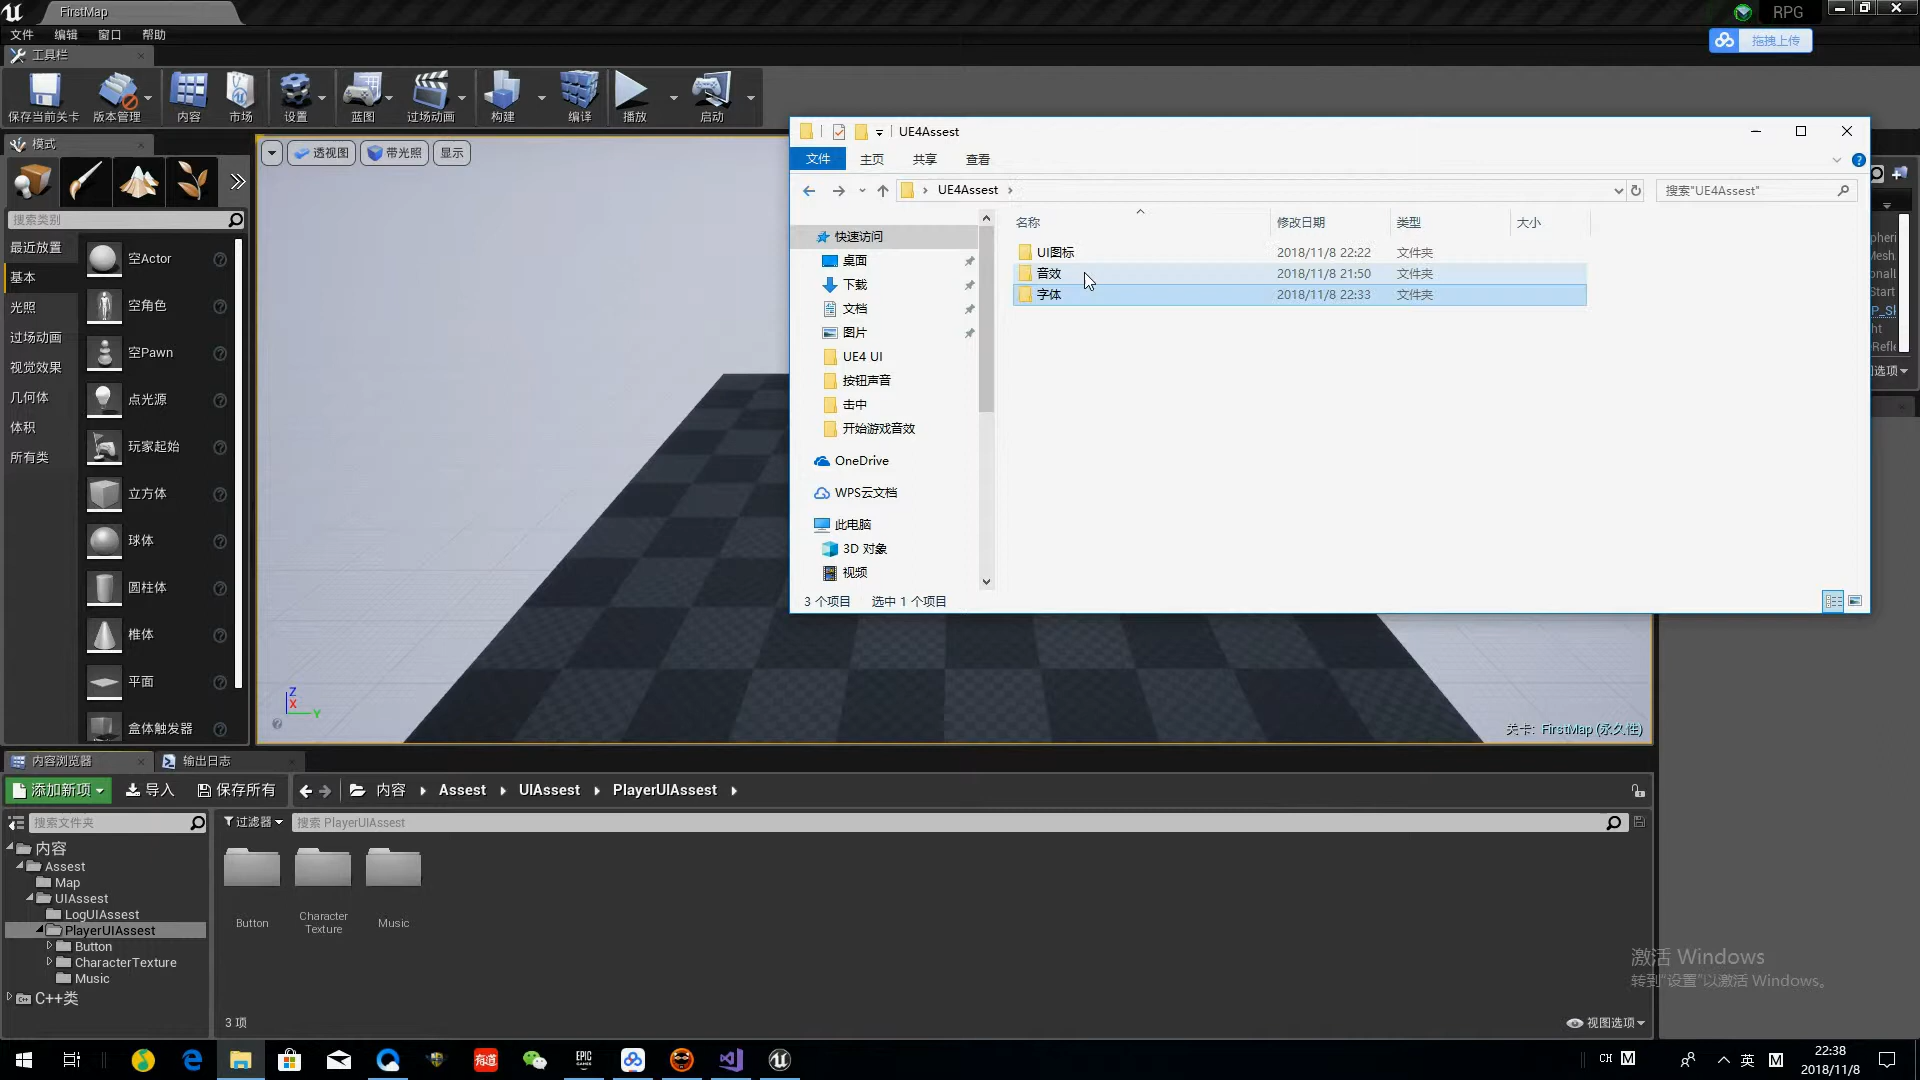 FirstMap
RPG
文件 编辑 窗口 帮助
拖拽上传
工具栏
保存当前关卡 版本管理 内容 市场 设置 蓝图 过场动画 构建 编译 播放 启动
模式
透视图 带光照 显示
搜索类别
最近放置
基本
光照
过场动画
视觉效果
几何体
体积
所有类
空Actor
空角色
空Pawn
点光源
玩家起始
立方体
球体
圆柱体
椎体
平面
盒体触发器
Z
X
Y
关卡: FirstMap (永久性)
UE4Assest
文件 主页 共享 查看
UE4Assest
搜索"UE4Assest"
名称 修改日期 类型 大小
UI图标 2018/11/8 22:22 文件夹
音效 2018/11/8 21:50 文件夹
字体 2018/11/8 22:33 文件夹
快速访问
桌面
下载
文档
图片
UE4 UI
按钮声音
击中
开始游戏音效
OneDrive
WPS云文档
此电脑
3D 对象
视频
3 个项目 选中 1 个项目
内容浏览器 输出日志
添加新项 导入 保存所有 内容 Assest UIAssest PlayerUIAssest
搜索文件夹
过滤器 搜索 PlayerUIAssest
内容
Assest
Map
UIAssest
LogUIAssest
PlayerUIAssest
Button
CharacterTexture
Music
C++类
Button
Character
Texture
Music
3 项
视图选项
激活 Windows
转到"设置"以激活 Windows。
有道
EPIC
GAMES
CH M
英 M
22:38
2018/11/8